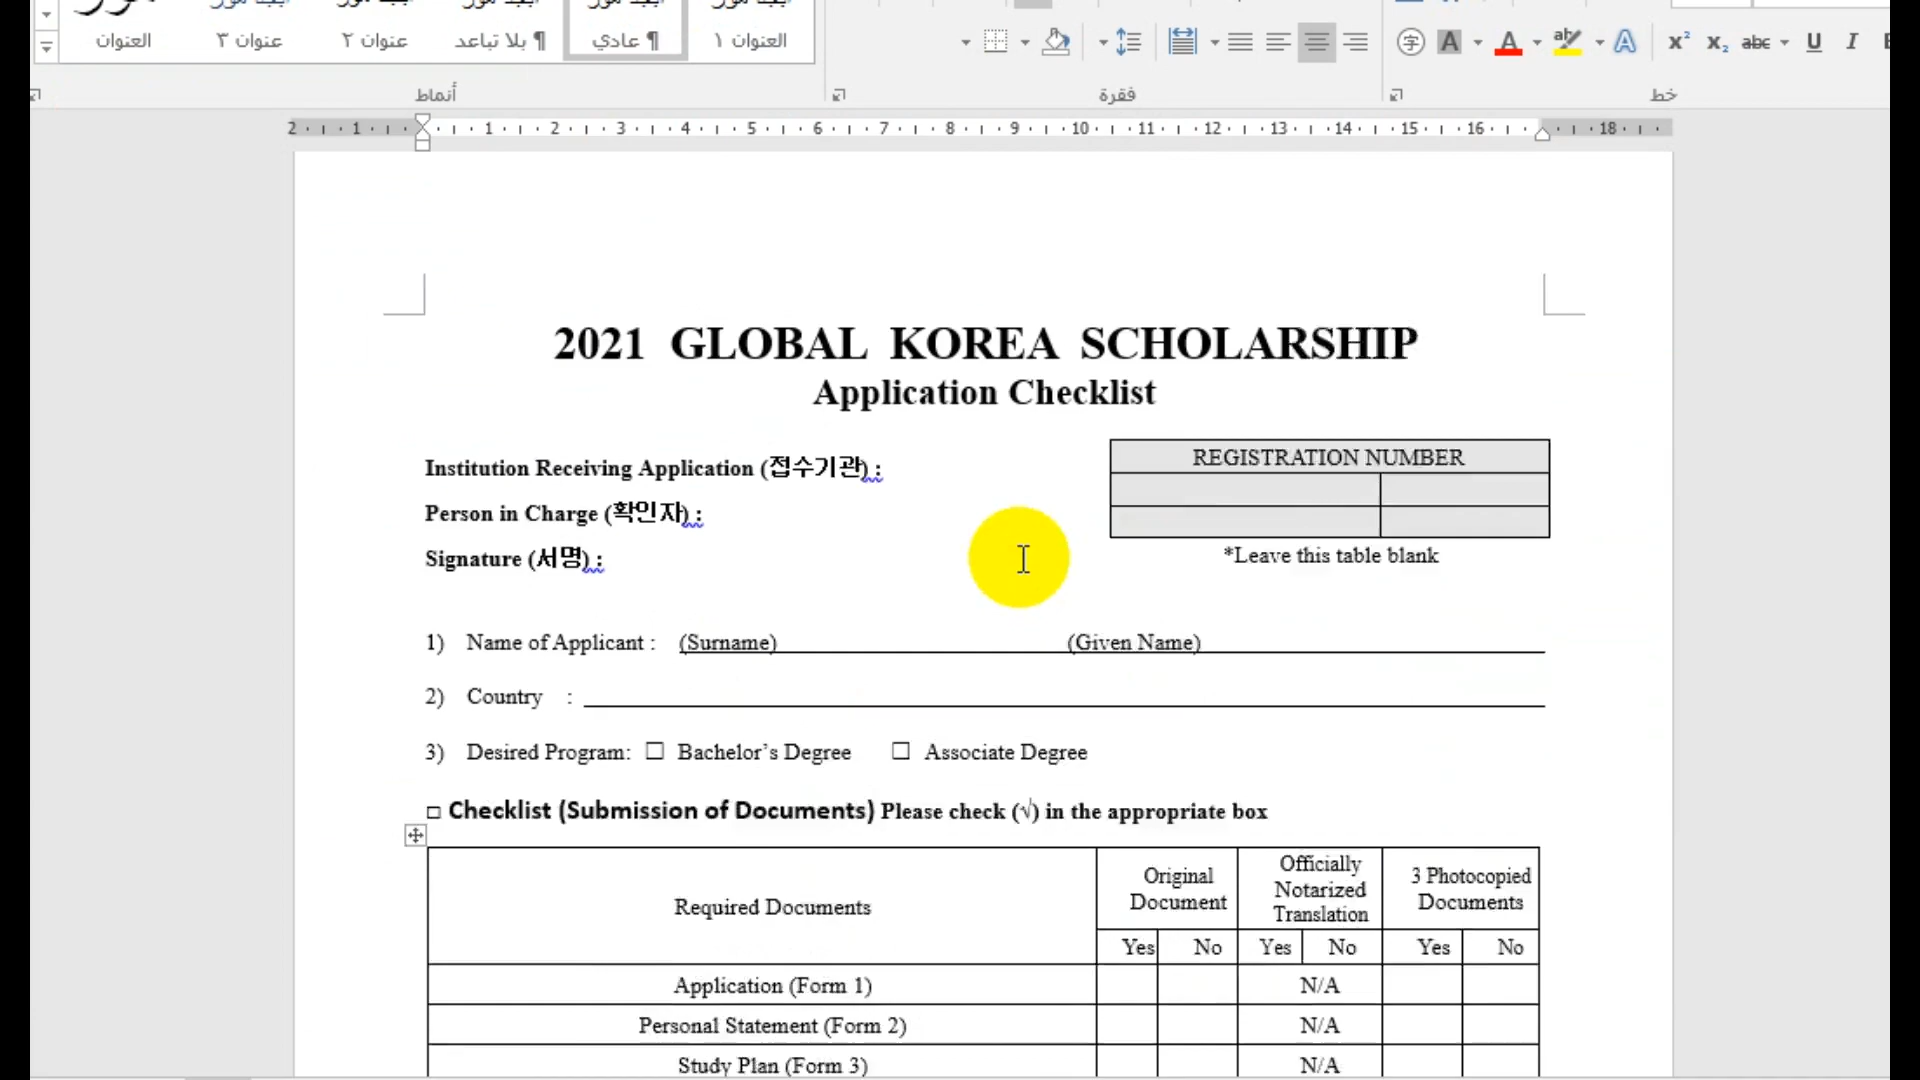 العنوان
عنوان ٣
عنوان ٢
¶ بلا تباعد
¶ عادي
العنوان ١
أنماط
فقرة
خط
2 1 1 2 3 4 5 6 7 8 9 10 11 12 13 14 15 16 18
2021 GLOBAL KOREA SCHOLARSHIP
Application Checklist
Institution Receiving Application (접수기관) :
Person in Charge (확인자) :
Signature (서명) :
REGISTRATION NUMBER
*Leave this table blank
1) Name of Applicant : (Surname) (Given Name)
2) Country :
3) Desired Program: ☐ Bachelor’s Degree ☐ Associate Degree
□ Checklist (Submission of Documents) Please check (√) in the appropriate box
Required Documents
Original
Document
Officially
Notarized
Translation
3 Photocopied
Documents
Yes No Yes No Yes No
Application (Form 1) N/A
Personal Statement (Form 2) N/A
Study Plan (Form 3) N/A